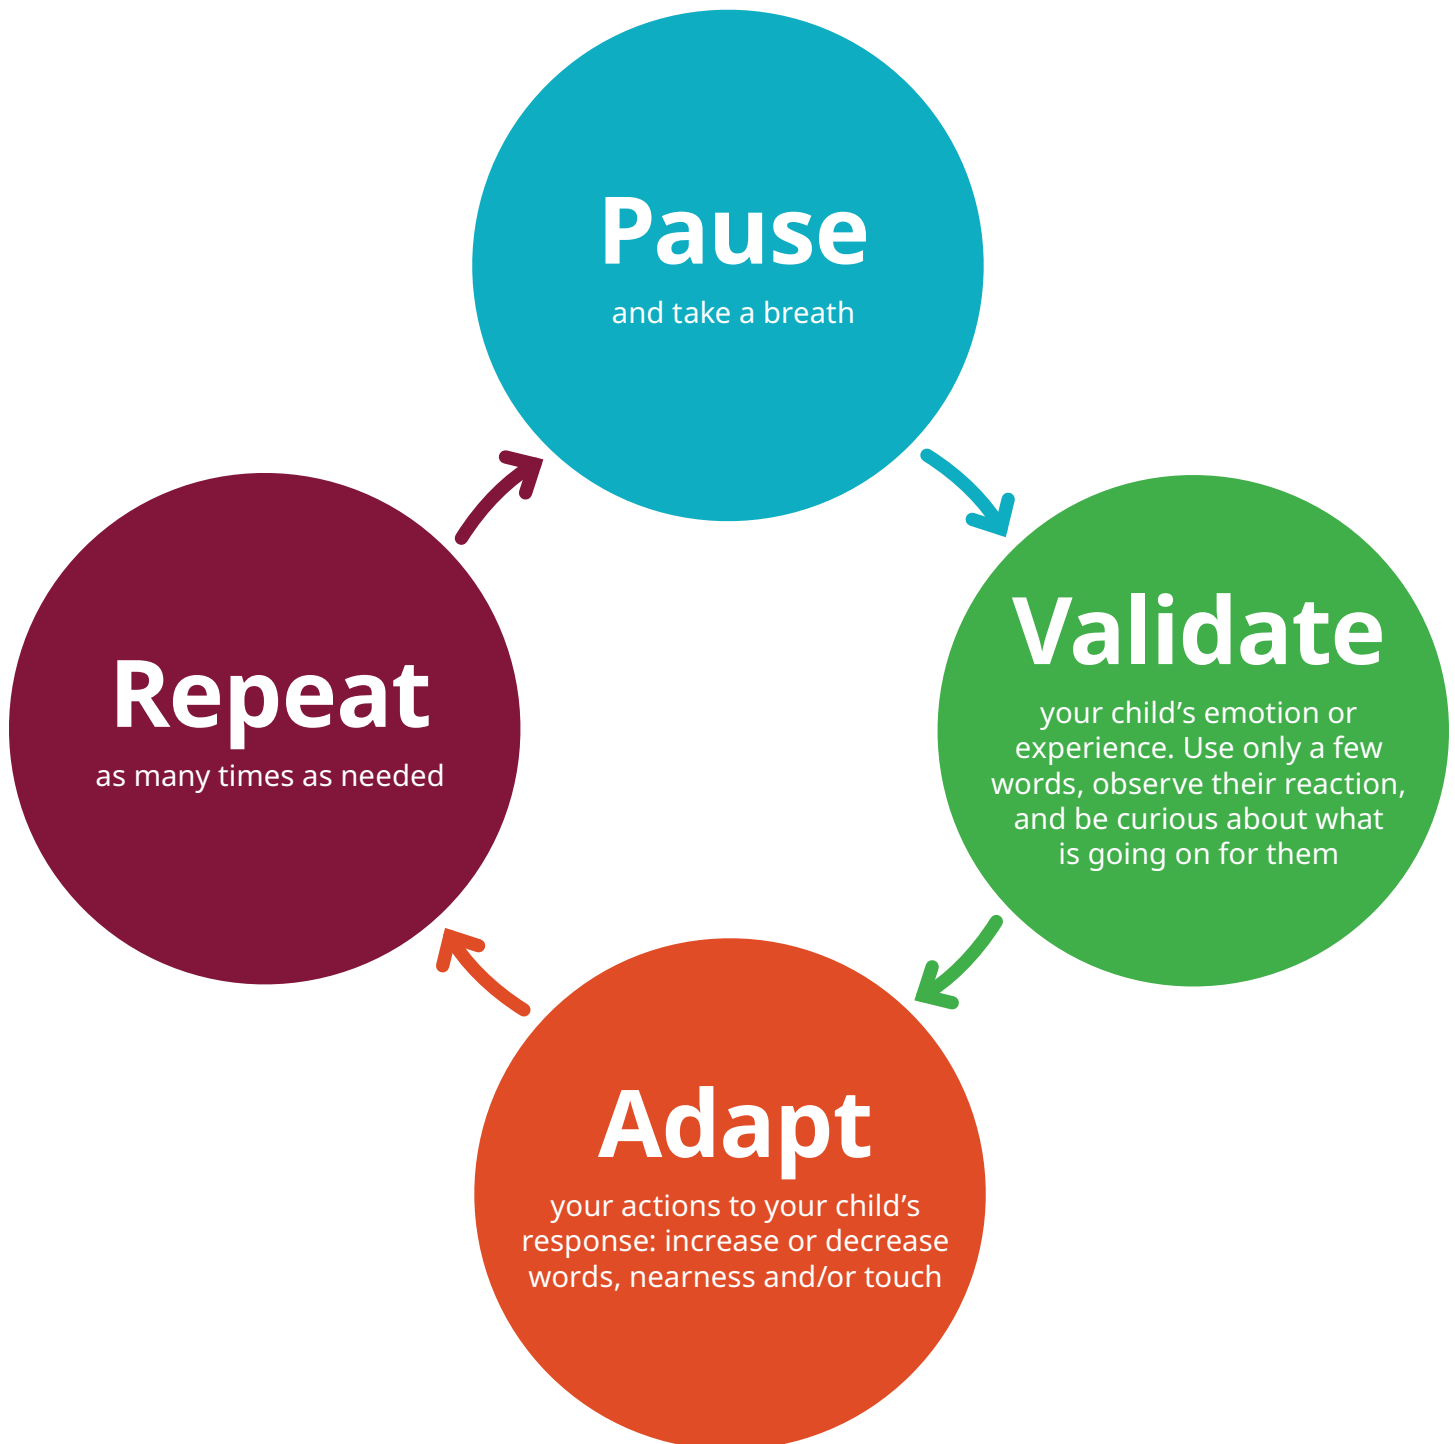 Pause
and take a breath
Validate
your child’s emotion or
experience. Use only a few
words, observe their reaction,
and be curious about what
is going on for them
Adapt
your actions to your child’s
response: increase or decrease
words, nearness and/or touch
Repeat
as many times as needed